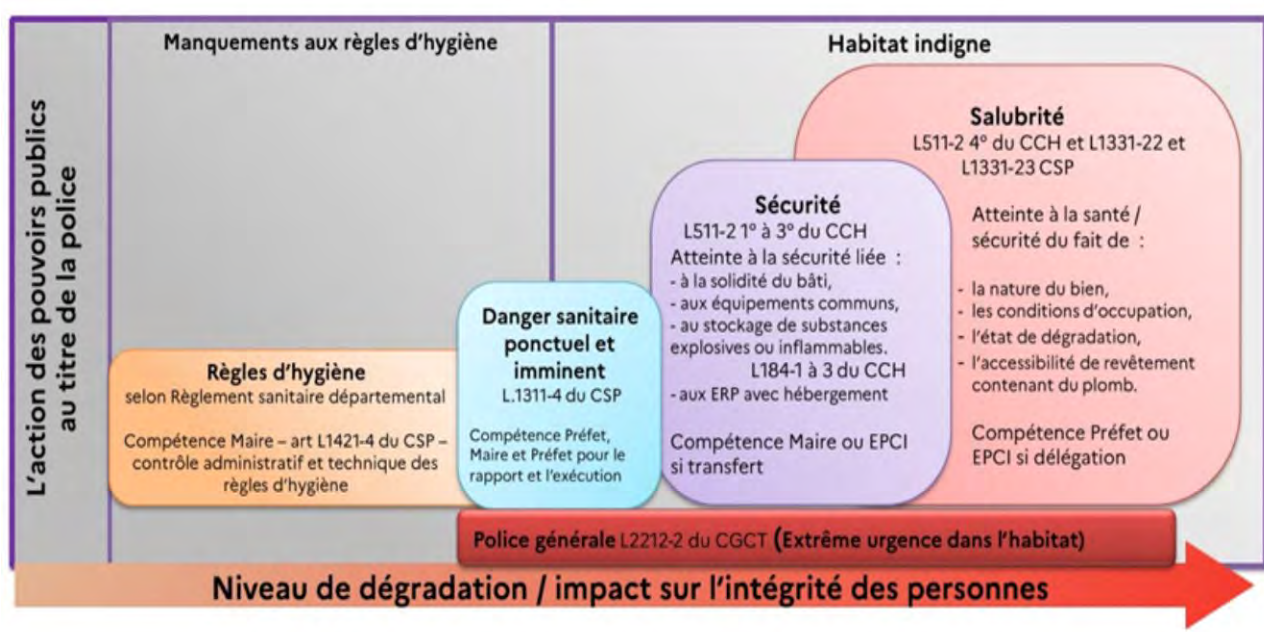 L'action des pouvoirs publics
au titre de la police
Manquements aux règles d'hygiène
Habitat indigne
Règles d'hygiène
selon Règlement sanitaire départemental
Compétence Maire – art L1421-4 du CSP –
contrôle administratif et technique des
règles d'hygiène
Danger sanitaire
ponctuel et
imminent
L.1311-4 du CSP
Compétence Préfet,
Maire et Préfet pour le
rapport et l'exécution
Sécurité
L511-2 1° à 3° du CCH
Atteinte à la sécurité liée :
- à la solidité du bâti,
- aux équipements communs,
- au stockage de substances
explosives ou inflammables.
L184-1 à 3 du CCH
- aux ERP avec hébergement
Compétence Maire ou EPCI
si transfert
Salubrité
L511-2 4° du CCH et L1331-22 et
L1331-23 CSP
Atteinte à la santé /
sécurité du fait de :
- la nature du bien,
- les conditions d'occupation,
- l'état de dégradation,
- l'accessibilité de revêtement
contenant du plomb.
Compétence Préfet ou
EPCI si délégation
Police générale L2212-2 du CGCT (Extrême urgence dans l'habitat)
Niveau de dégradation / impact sur l'intégrité des personnes